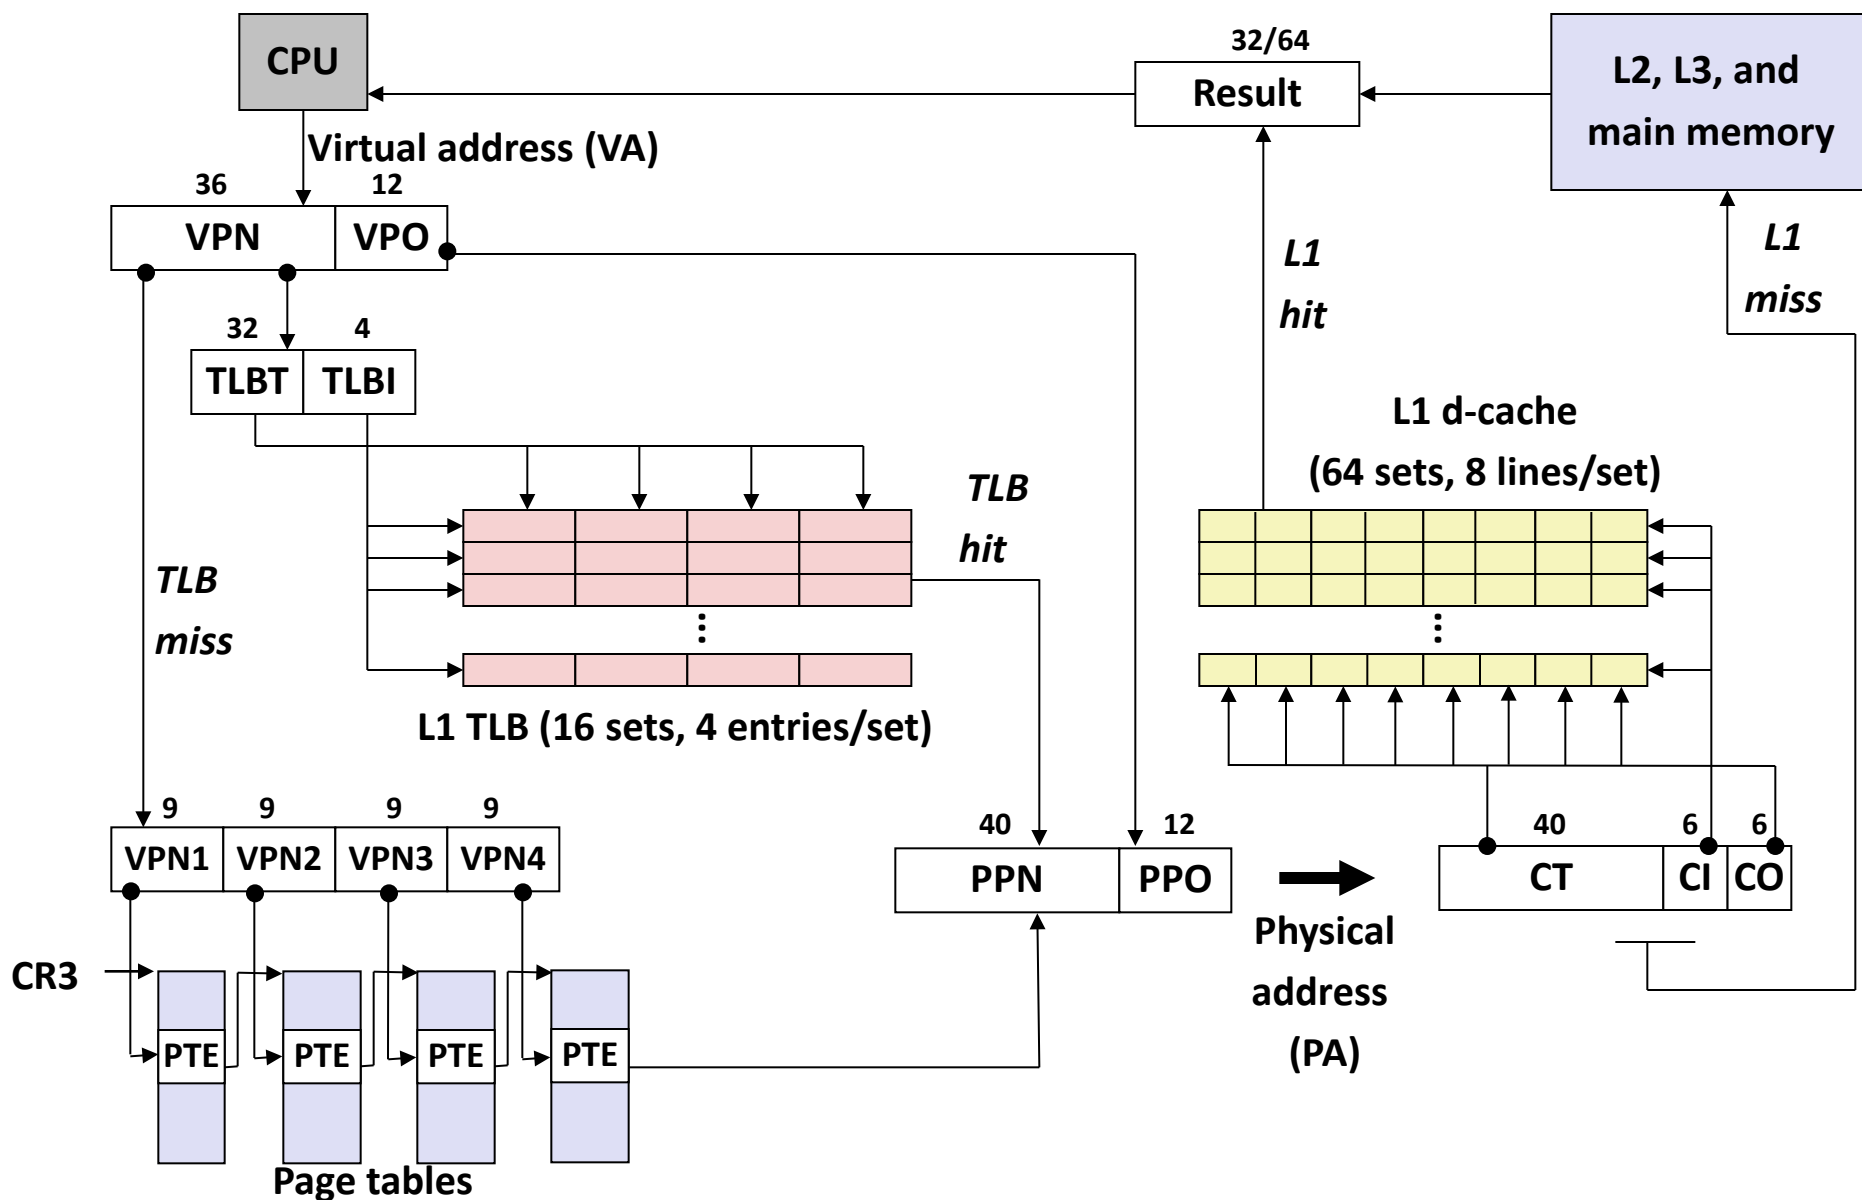 CPU
32/64
Result
L2, L3, and
main memory
Virtual address (VA)
36
12
VPN
VPO
L1
hit
L1
miss
32
4
TLBT
TLBI
L1 d-cache
(64 sets, 8 lines/set)
TLB
hit
...
...
TLB
miss
L1 TLB (16 sets, 4 entries/set)
9
9
9
9
VPN1
VPN2
VPN3
VPN4
40
12
PPN
PPO
40
6
6
CT
CI
CO
Physical
address
(PA)
CR3
PTE
PTE
PTE
PTE
Page tables